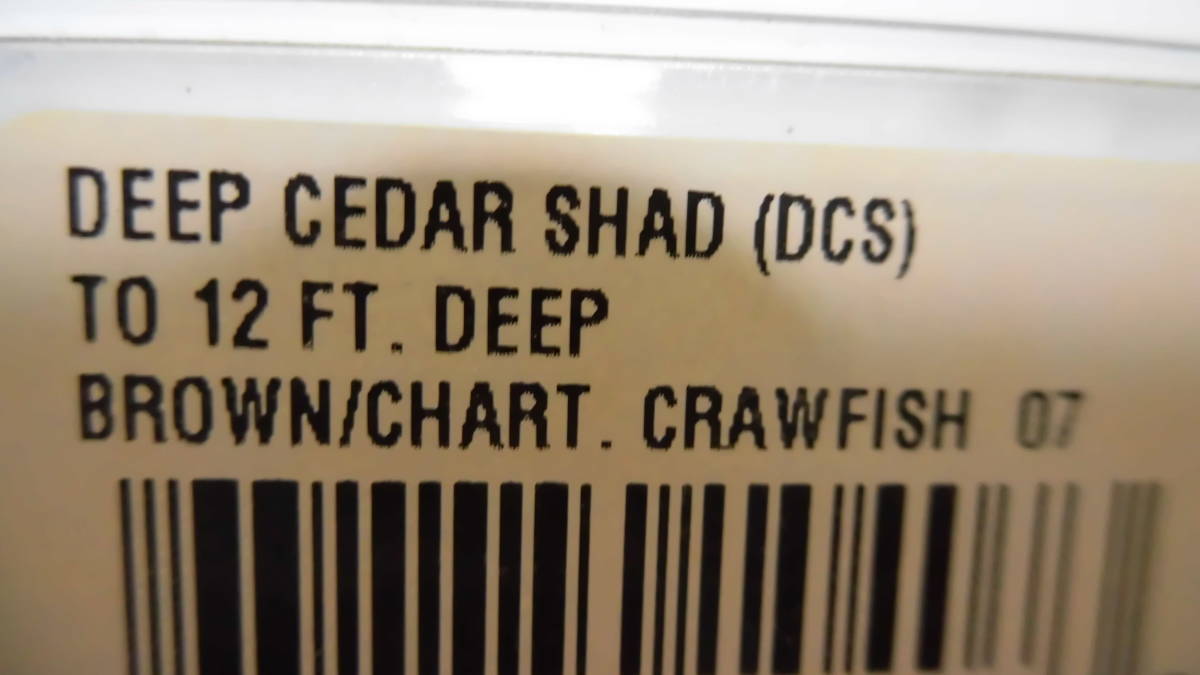 DEEP CEDAR SHAD (DCS)
TO 12 FT. DEEP
BROWN/CHART. CRAWFISH 07